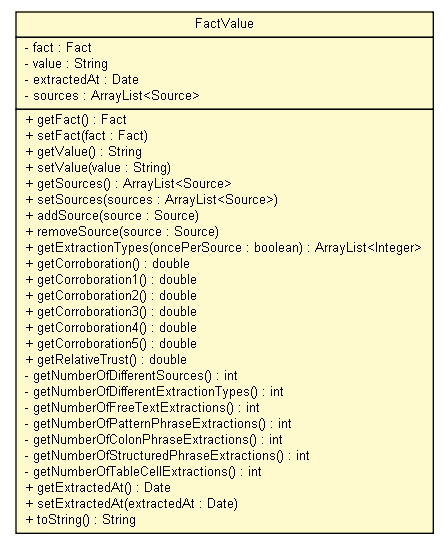 FactValue
- fact : Fact
- value : String
- extractedAt : Date
- sources : ArrayList<Source>
+ getFact() : Fact
+ setFact(fact : Fact)
+ getValue() : String
+ setValue(value : String)
+ getSources() : ArrayList<Source>
+ setSources(sources : ArrayList<Source>)
+ addSource(source : Source)
+ removeSource(source : Source)
+ getExtractionTypes(oncePerSource : boolean) : ArrayList<Integer>
+ getCorroboration() : double
+ getCorroboration1() : double
+ getCorroboration2() : double
+ getCorroboration3() : double
+ getCorroboration4() : double
+ getCorroboration5() : double
+ getRelativeTrust() : double
- getNumberOfDifferentSources() : int
- getNumberOfDifferentExtractionTypes() : int
- getNumberOfFreeTextExtractions() : int
- getNumberOfPatternPhraseExtractions() : int
- getNumberOfColonPhraseExtractions() : int
- getNumberOfStructuredPhraseExtractions() : int
- getNumberOfTableCellExtractions() : int
+ getExtractedAt() : Date
+ setExtractedAt(extractedAt : Date)
+ toString() : String